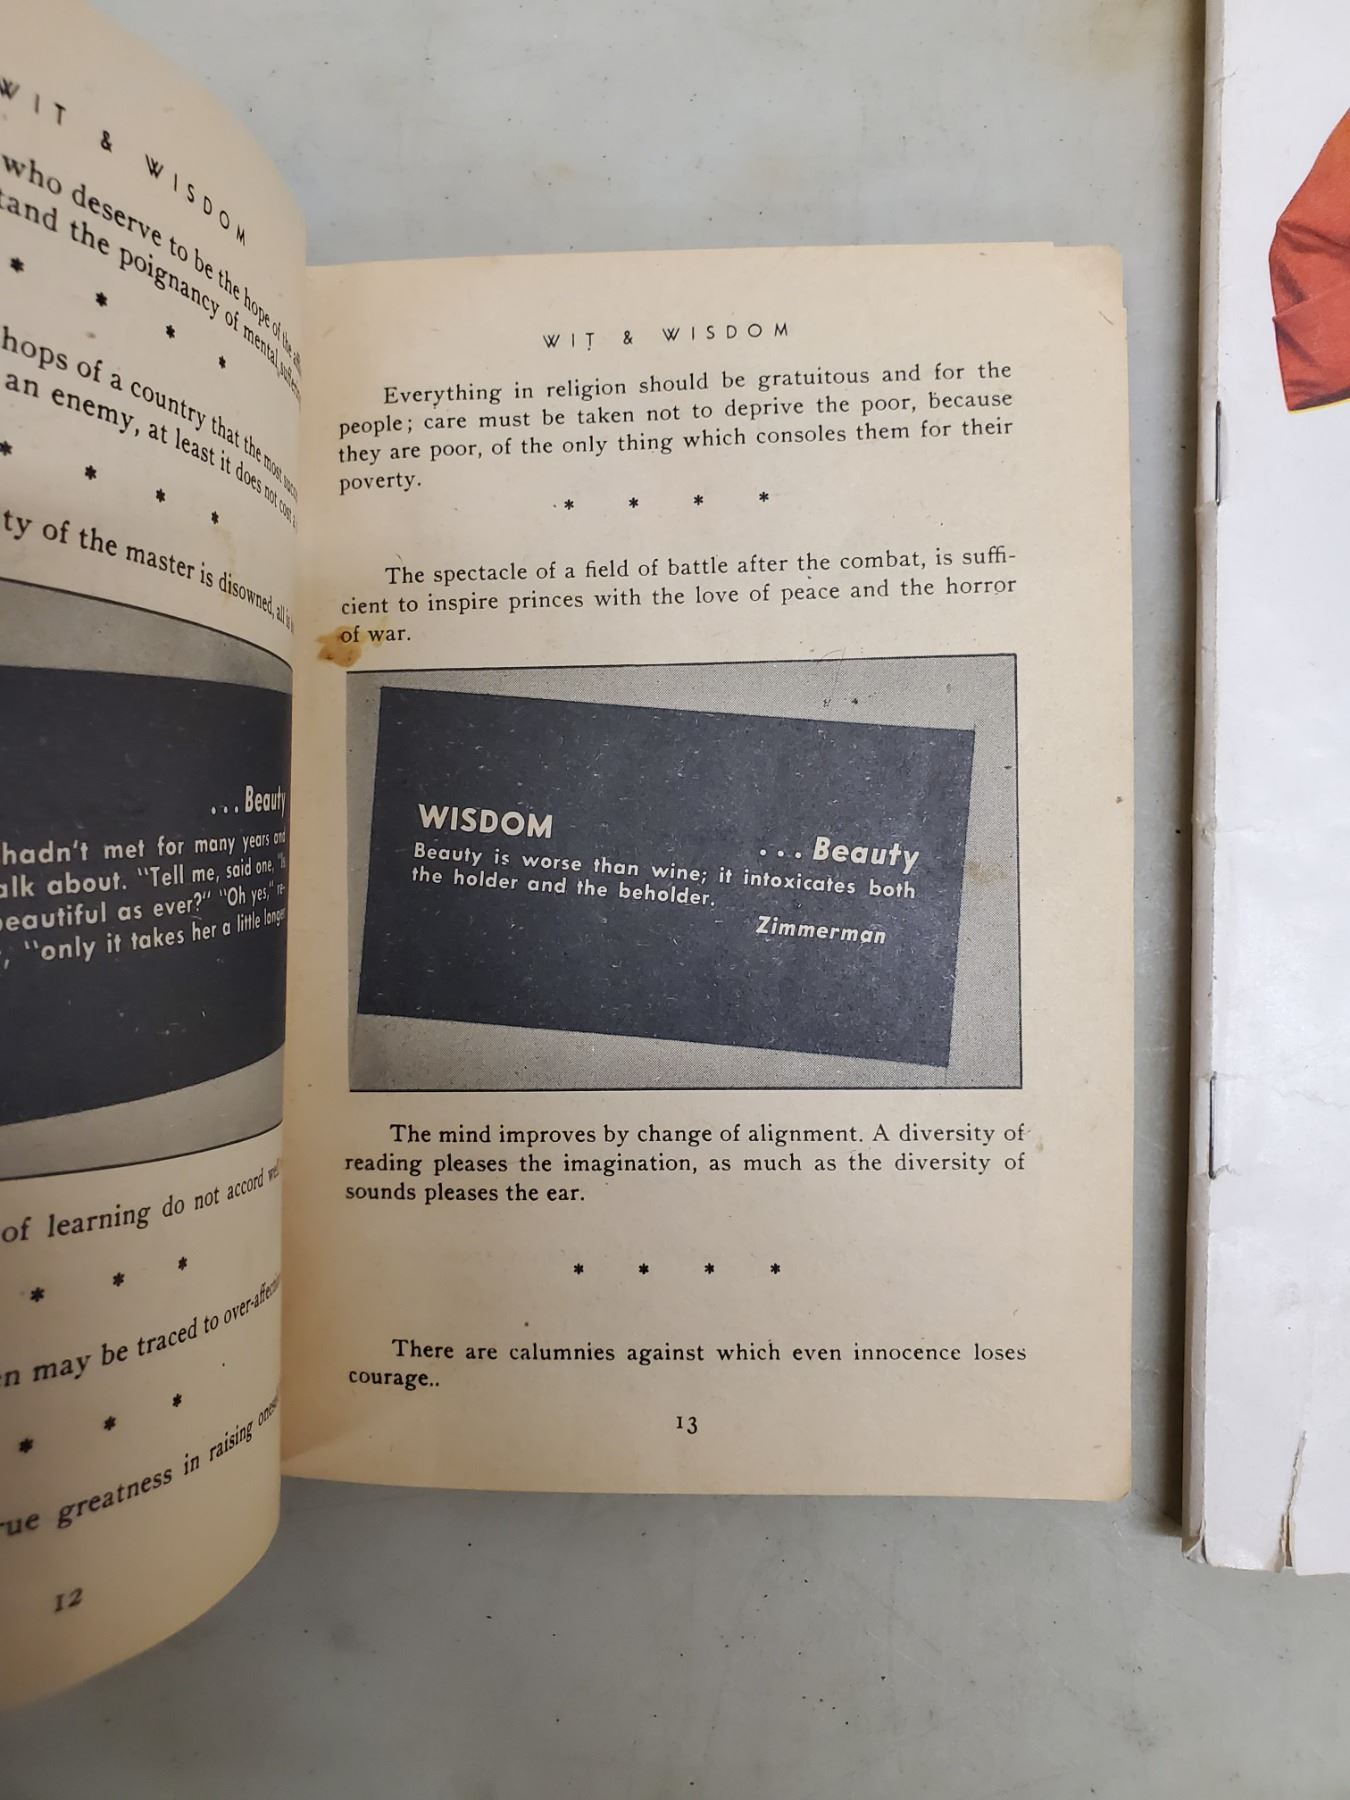 WIT & WISDOM
who deserve to be the hope of the
tand the poignancy of mental
* * * *
hops of a country that the most
an enemy, at least it does not cost a
* * * *
ty of the master is disowned, all is
...Beauty
hadn't met for many years and
alk about. "Tell me, said one, "Is
beautiful as ever?" "Oh yes," re-
, "only it takes her a little longer
of learning do not accord well
* * *
n may be traced to over-
* * *
rue greatness in raising
12
WIT & WISDOM
Everything in religion should be gratuitous and for the
people; care must be taken not to deprive the poor, because
they are poor, of the only thing which consoles them for their
poverty.
* * * *
The spectacle of a field of battle after the combat, is suffi-
cient to inspire princes with the love of peace and the horror
of war.
WISDOM
...Beauty
Beauty is worse than wine; it intoxicates both
the holder and the beholder.
Zimmerman
The mind improves by change of alignment. A diversity of
reading pleases the imagination, as much as the diversity of
sounds pleases the ear.
* * * *
There are calumnies against which even innocence loses
courage..
13